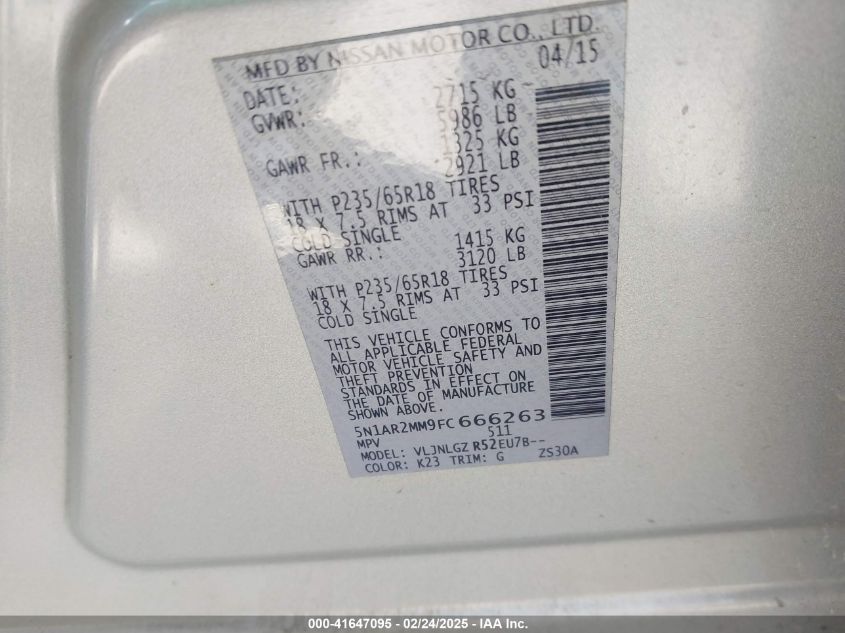 MFD BY NISSAN MOTOR CO., LTD.
DATE: 04/15
GVWR: 2715 KG
5986 LB
GAWR FR.: 1325 KG
2921 LB
WITH P235/65R18 TIRES
18 X 7.5 RIMS AT 33 PSI
COLD SINGLE
GAWR RR.: 1415 KG
3120 LB
WITH P235/65R18 TIRES
18 X 7.5 RIMS AT 33 PSI
COLD SINGLE
THIS VEHICLE CONFORMS TO
ALL APPLICABLE FEDERAL
MOTOR VEHICLE SAFETY AND
THEFT PREVENTION
STANDARDS IN EFFECT ON
THE DATE OF MANUFACTURE
SHOWN ABOVE.
5N1AR2MM9FC666263
MPV 511
MODEL: VLJNLGZ R52EU7B--
COLOR: K23 TRIM: G ZS30A
000-41647095 - 02/24/2025 - IAA Inc.